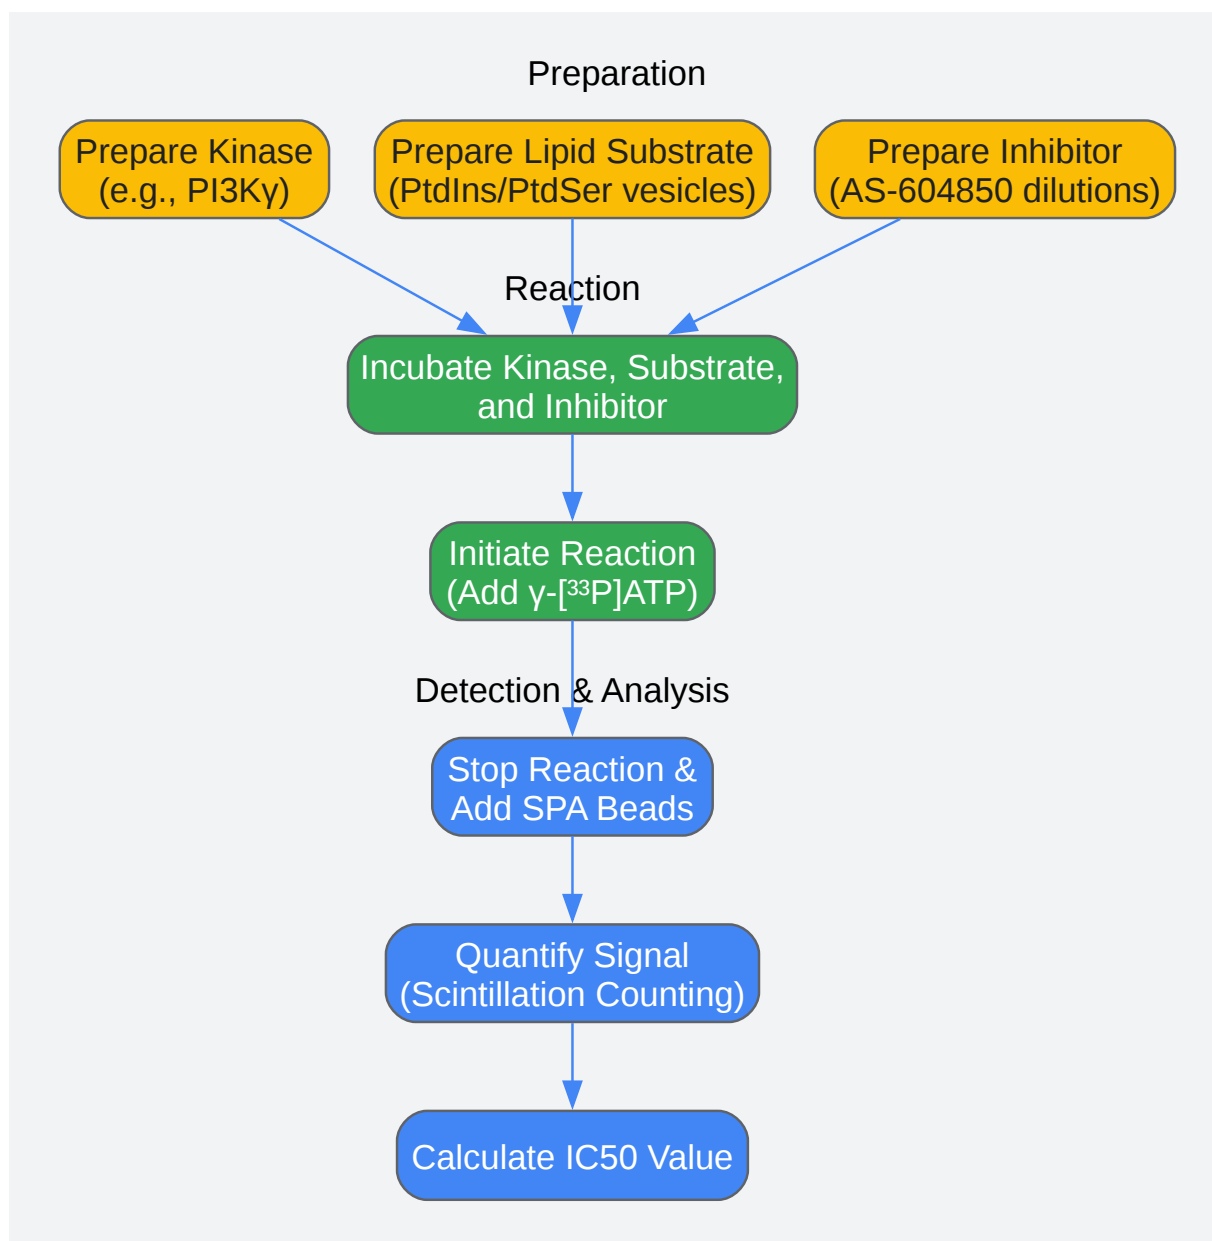 Preparation
Prepare Kinase
(e.g., PI3Kγ)
Prepare Lipid Substrate
(PtdIns/PtdSer vesicles)
Prepare Inhibitor
(AS-604850 dilutions)
Reaction
Incubate Kinase, Substrate,
and Inhibitor
Initiate Reaction
(Add γ-[³³P]ATP)
Detection & Analysis
Stop Reaction &
Add SPA Beads
Quantify Signal
(Scintillation Counting)
Calculate IC50 Value